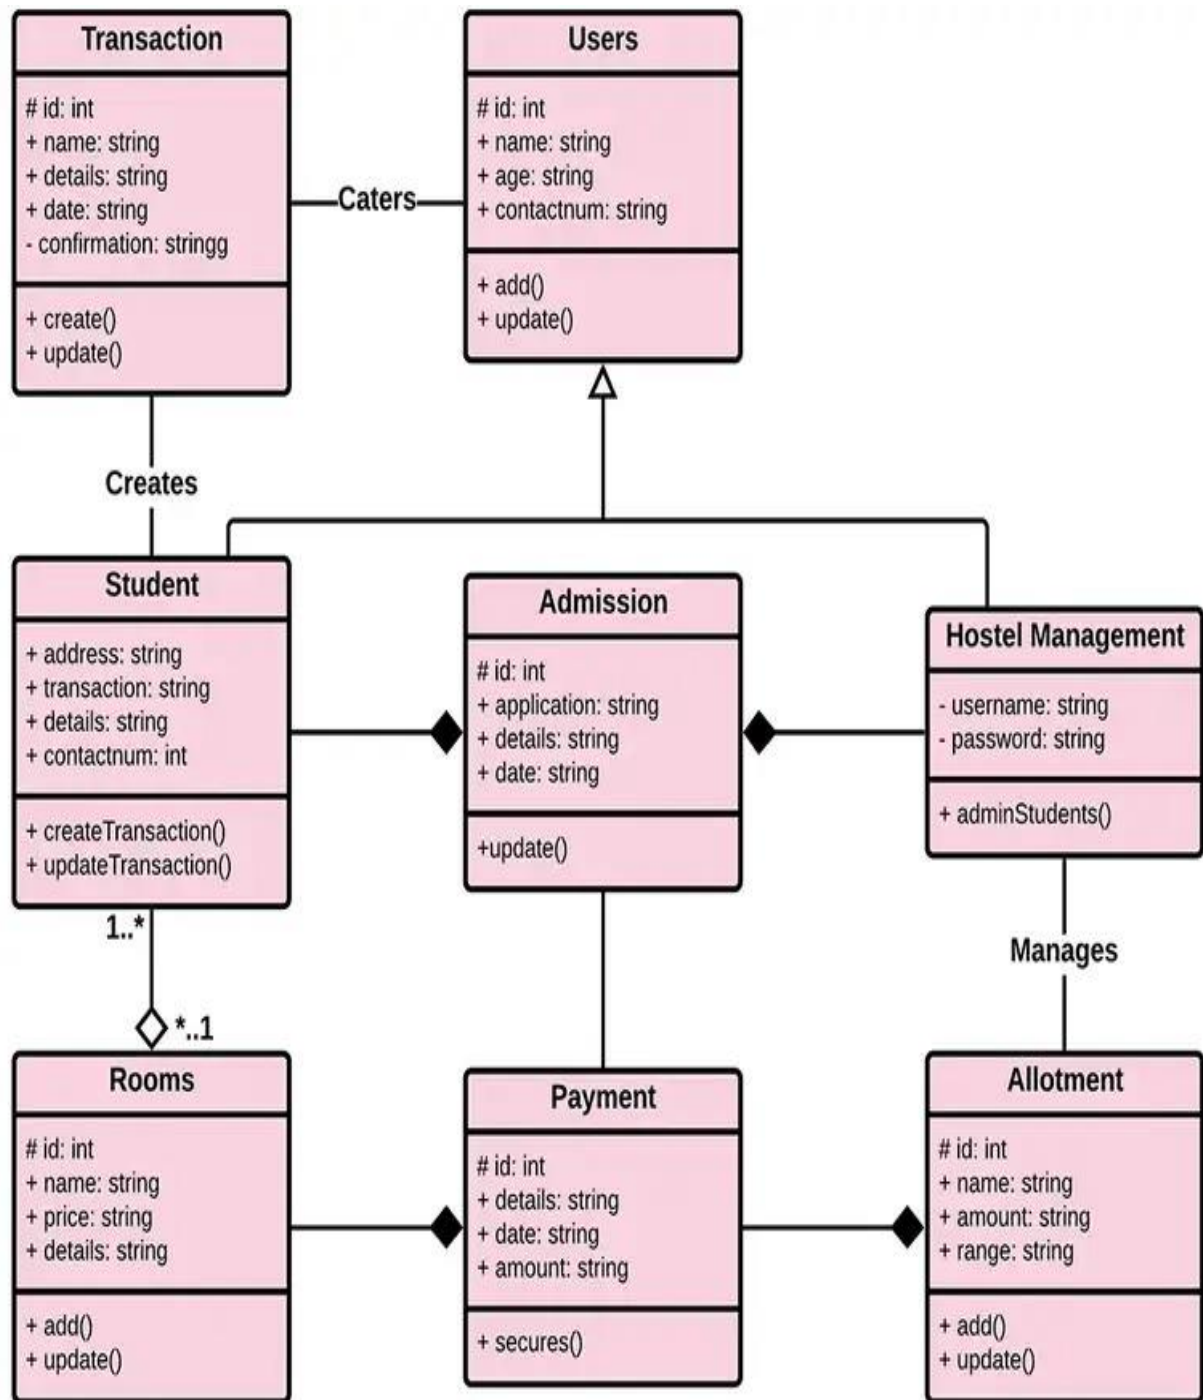 Transaction
# id: int
+ name: string
+ details: string
+ date: string
- confirmation: stringg
+ create()
+ update()
Caters
Users
# id: int
+ name: string
+ age: string
+ contactnum: string
+ add()
+ update()
Creates
Student
+ address: string
+ transaction: string
+ details: string
+ contactnum: int
+ createTransaction()
+ updateTransaction()
Admission
# id: int
+ application: string
+ details: string
+ date: string
+update()
Hostel Management
- username: string
- password: string
+ adminStudents()
1..*
*..1
Manages
Rooms
# id: int
+ name: string
+ price: string
+ details: string
+ add()
+ update()
Payment
# id: int
+ details: string
+ date: string
+ amount: string
+ secures()
Allotment
# id: int
+ name: string
+ amount: string
+ range: string
+ add()
+ update()